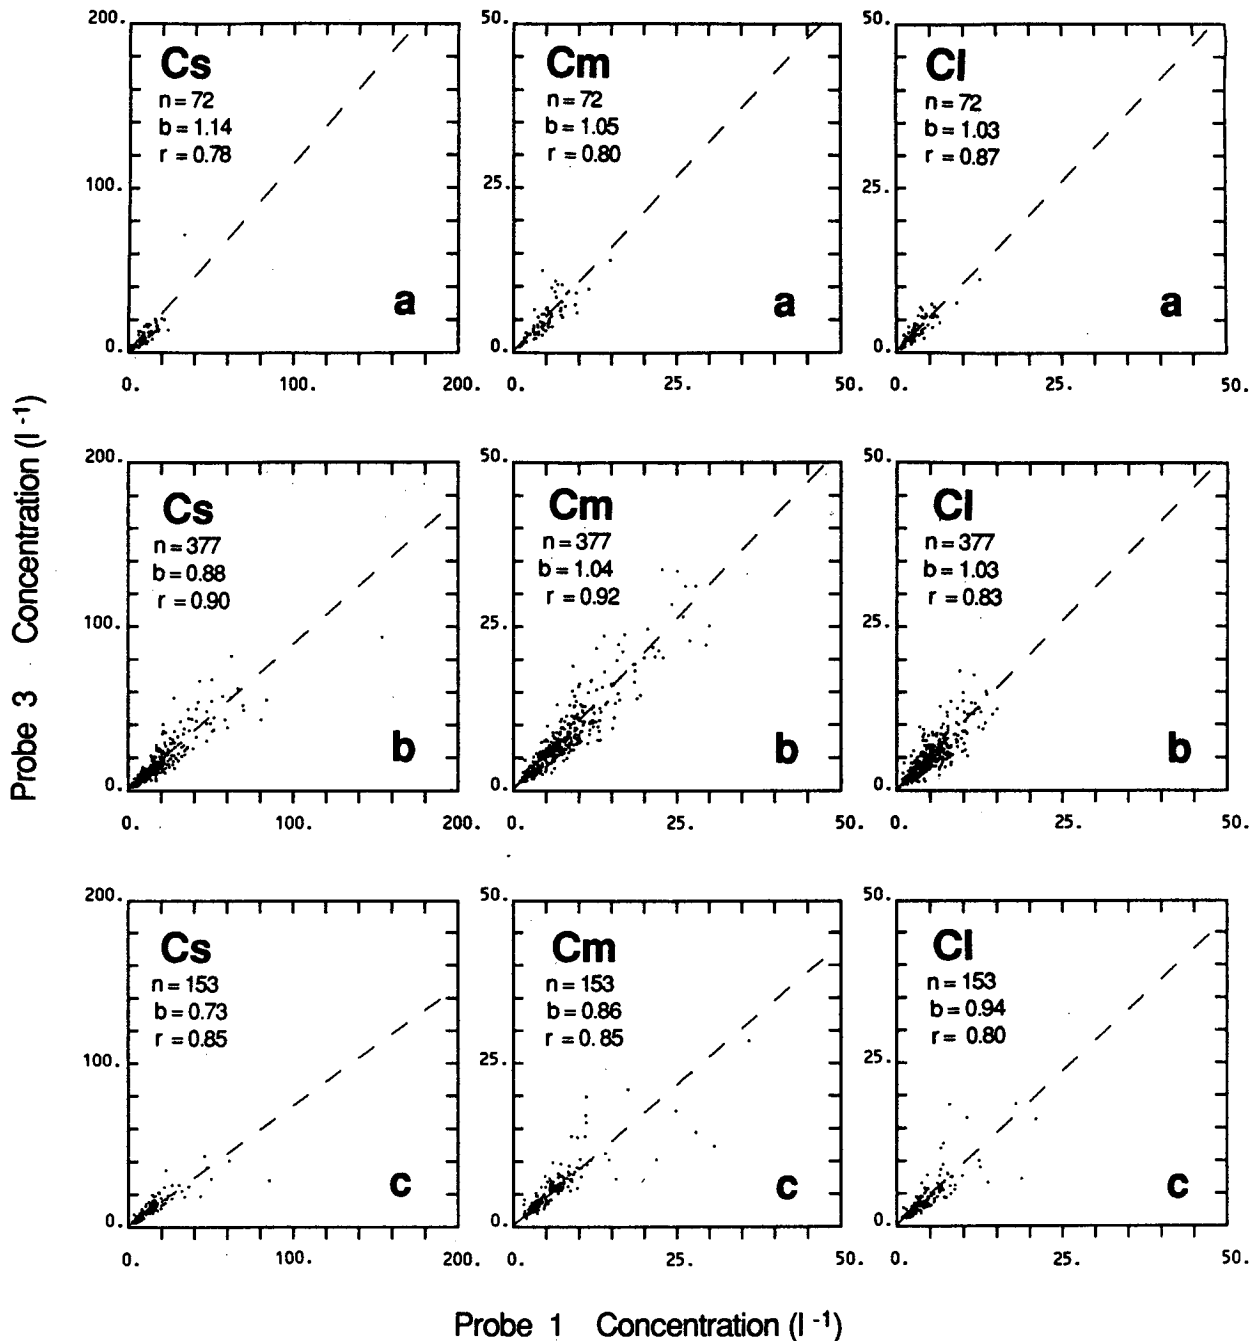 Probe 3 Concentration (l -1)
200.
100.
0.
Cs
n = 72
b = 1.14
r = 0.78
a
0. 100. 200.
50.
25.
0.
Cm
n = 72
b = 1.05
r = 0.80
a
0. 25. 50.
50.
25.
0.
Cl
n = 72
b = 1.03
r = 0.87
a
0. 25. 50.
200.
100.
0.
Cs
n = 377
b = 0.88
r = 0.90
b
0. 100. 200.
50.
25.
0.
Cm
n = 377
b = 1.04
r = 0.92
b
0. 25. 50.
50.
25.
0.
Cl
n = 377
b = 1.03
r = 0.83
b
0. 25. 50.
200.
100.
0.
Cs
n = 153
b = 0.73
r = 0.85
c
0. 100. 200.
50.
25.
0.
Cm
n = 153
b = 0.86
r = 0.85
c
0. 25. 50.
50.
25.
0.
Cl
n = 153
b = 0.94
r = 0.80
c
0. 25. 50.
Probe 1 Concentration (l -1)